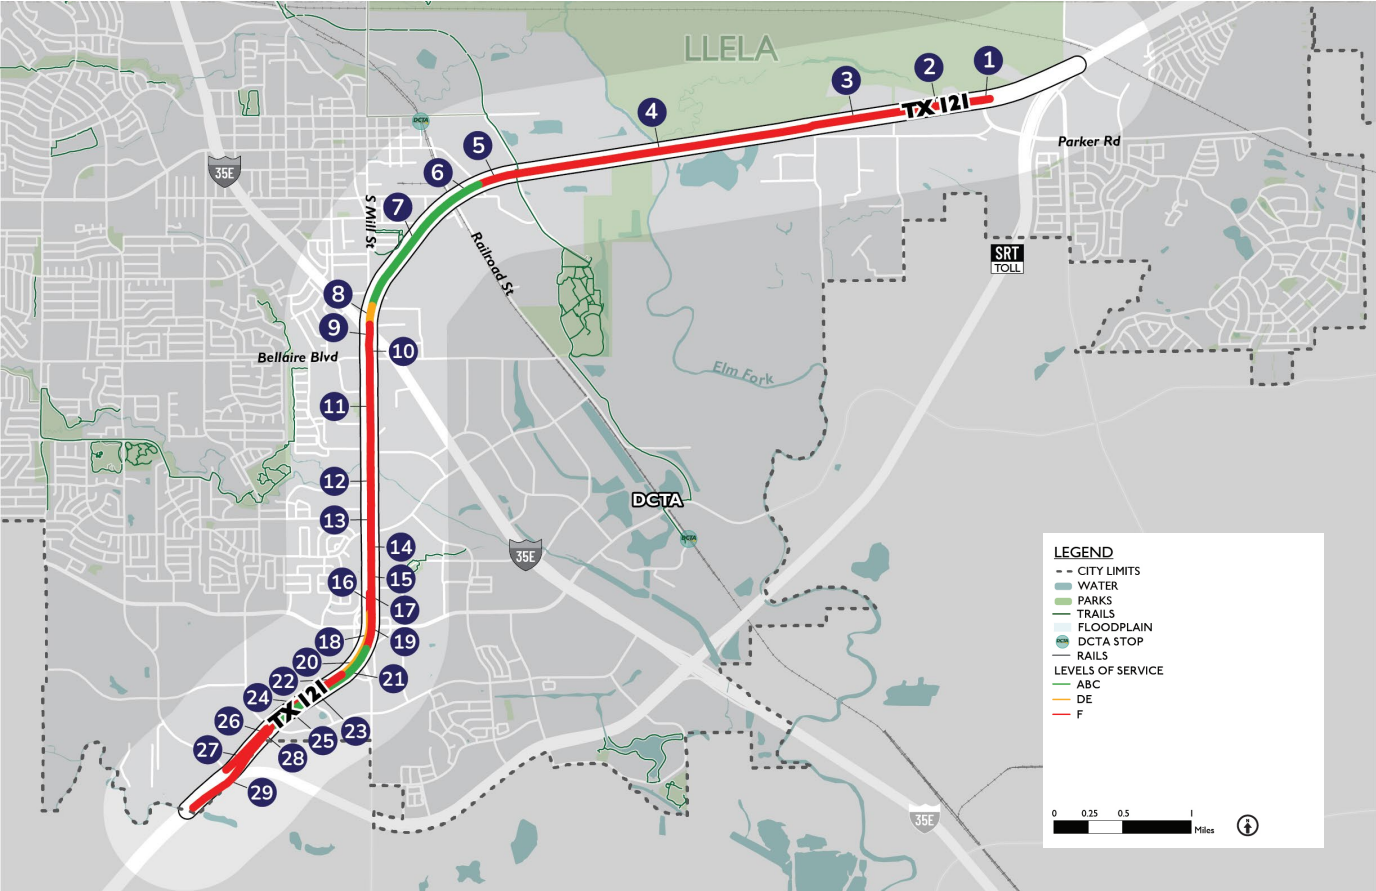 LLELA
1
2
3
TX 121
4
DCTA
Parker Rd
5
6
35E
7
S Mill St
Railroad St
SRT
TOLL
8
9
10
Bellaire Blvd
Elm Fork
11
12
DCTA
13
14
35E
DCTA
15
16
17
18
19
20
21
22
24
TX 121
23
26
25
27
28
29
35E
LEGEND
CITY LIMITS
WATER
PARKS
TRAILS
FLOODPLAIN
DCTA DCTA STOP
RAILS
LEVELS OF SERVICE
ABC
DE
F
0 0.25 0.5 1
Miles
N